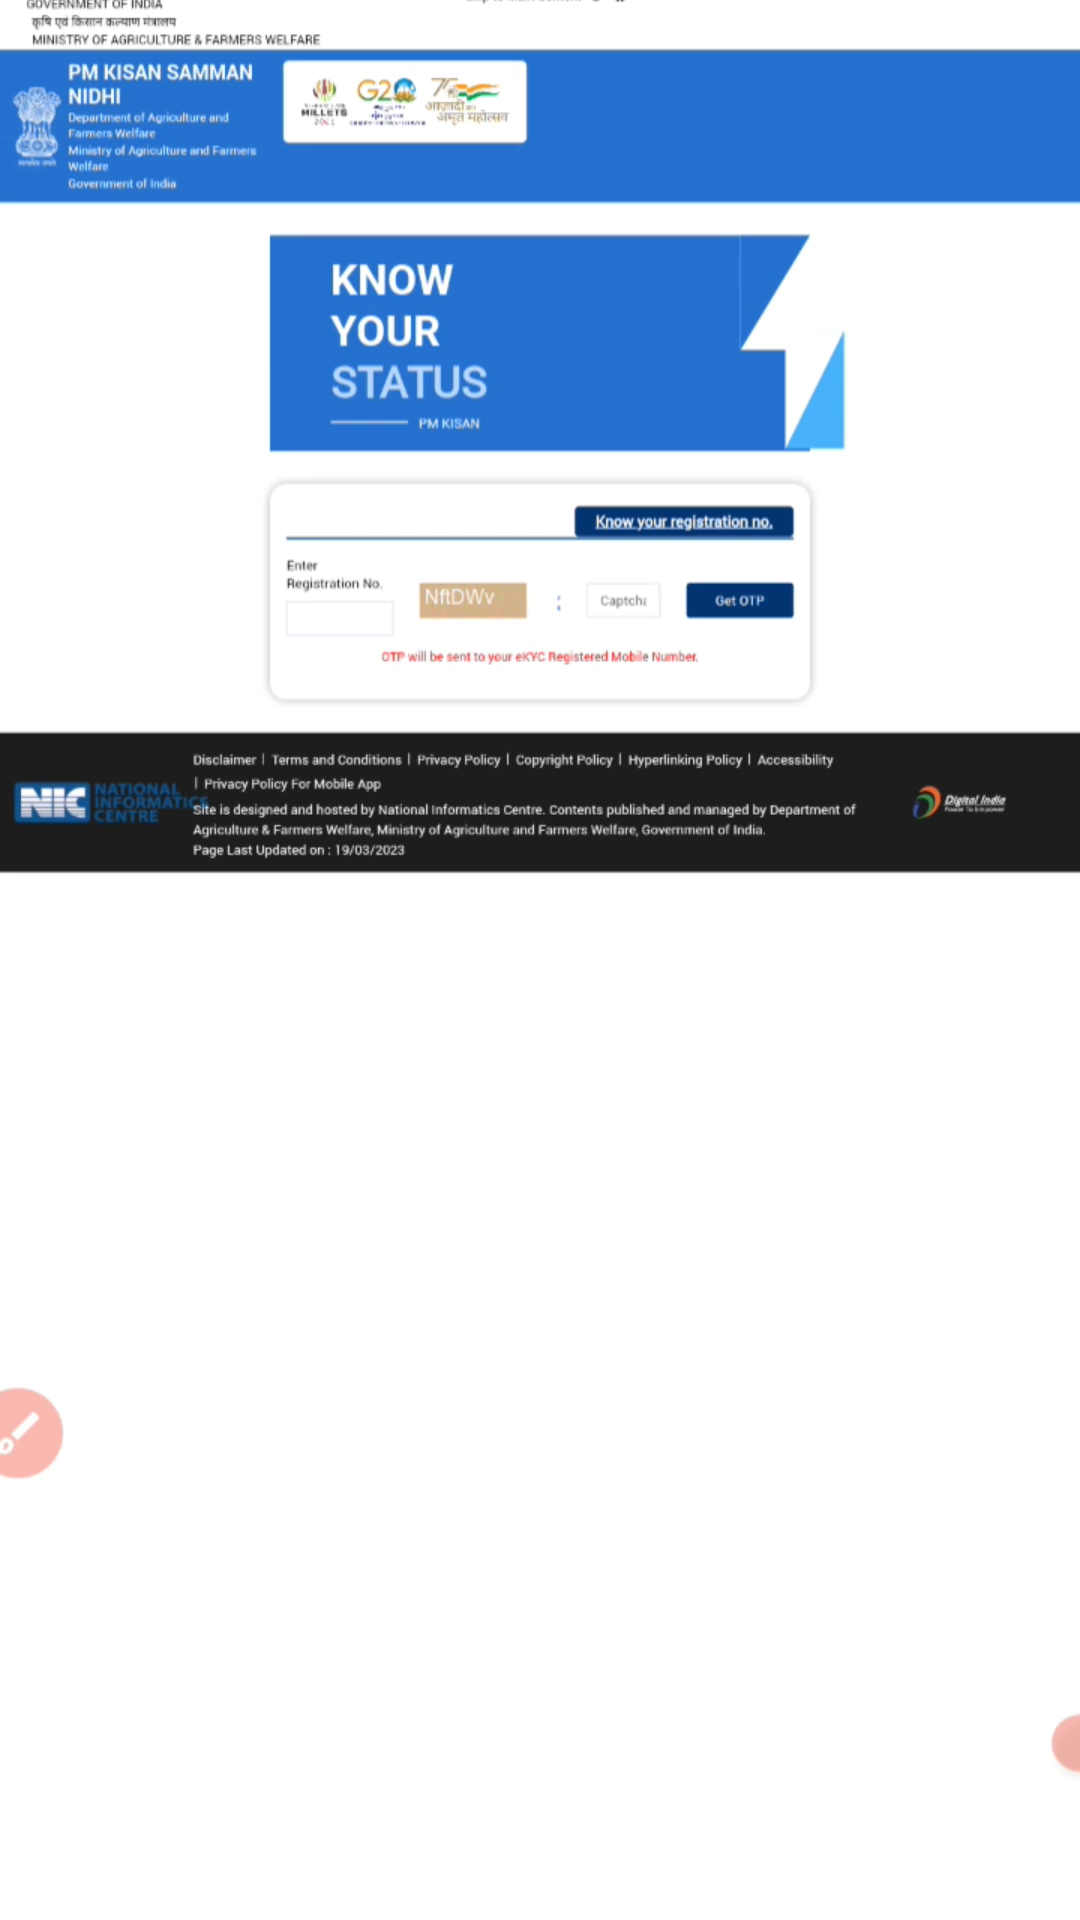 GOVERNMENT OF INDIA
कृषि एवं किसान कल्याण मंत्रालय
MINISTRY OF AGRICULTURE & FARMERS WELFARE
PM KISAN SAMMAN
NIDHI
Department of Agriculture and
Farmers Welfare
Ministry of Agriculture and Farmers
Welfare
Government of India
MILLETS
G20
आज़ादी का
अमृत महोत्सव
KNOW
YOUR
STATUS
PM KISAN
Know your registration no.
Enter
Registration No.
NftDWv
Captcha
Get OTP
OTP will be sent to your eKYC Registered Mobile Number.
Disclaimer | Terms and Conditions | Privacy Policy | Copyright Policy | Hyperlinking Policy | Accessibility
| Privacy Policy For Mobile App
NIC NATIONAL
INFORMATICS
CENTRE
Site is designed and hosted by National Informatics Centre. Contents published and managed by Department of
Agriculture & Farmers Welfare, Ministry of Agriculture and Farmers Welfare, Government of India.
Page Last Updated on : 19/03/2023
Digital India
Power To Empower